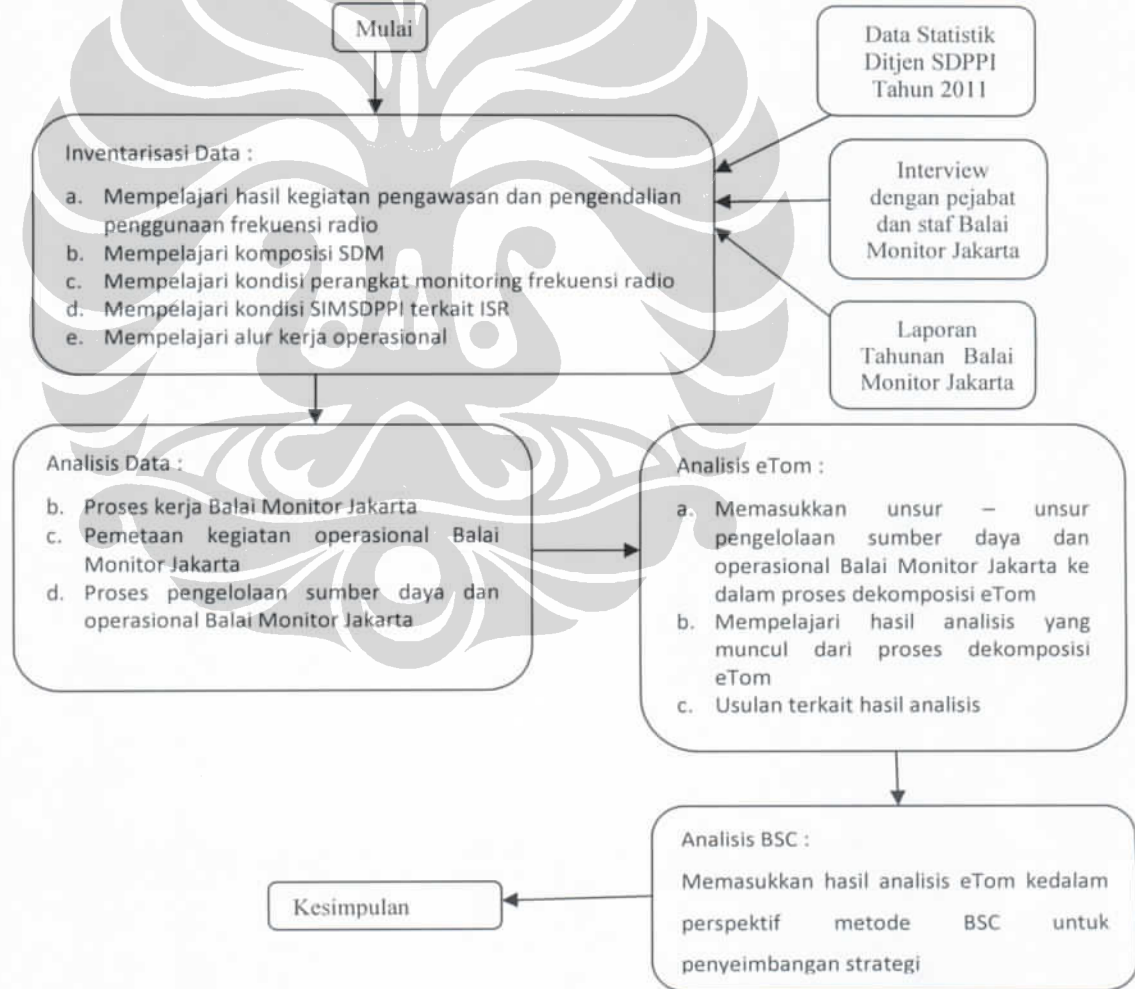 Mulai
Data Statistik
Ditjen SDPPI
Tahun 2011
Inventarisasi Data :
a. Mempelajari hasil kegiatan pengawasan dan pengendalian
penggunaan frekuensi radio
b. Mempelajari komposisi SDM
c. Mempelajari kondisi perangkat monitoring frekuensi radio
d. Mempelajari kondisi SIMSDPPI terkait ISR
e. Mempelajari alur kerja operasional
Interview
dengan pejabat
dan staf Balai
Monitor Jakarta
Laporan
Tahunan Balai
Monitor Jakarta
Analisis Data :
b. Proses kerja Balai Monitor Jakarta
c. Pemetaan kegiatan operasional Balai
Monitor Jakarta
d. Proses pengelolaan sumber daya dan
operasional Balai Monitor Jakarta
Analisis eTom :
a. Memasukkan unsur – unsur
pengelolaan sumber daya dan
operasional Balai Monitor Jakarta ke
dalam proses dekomposisi eTom
b. Mempelajari hasil analisis yang
muncul dari proses dekomposisi
eTom
c. Usulan terkait hasil analisis
Analisis BSC :
Memasukkan hasil analisis eTom kedalam
perspektif metode BSC untuk
penyeimbangan strategi
Kesimpulan